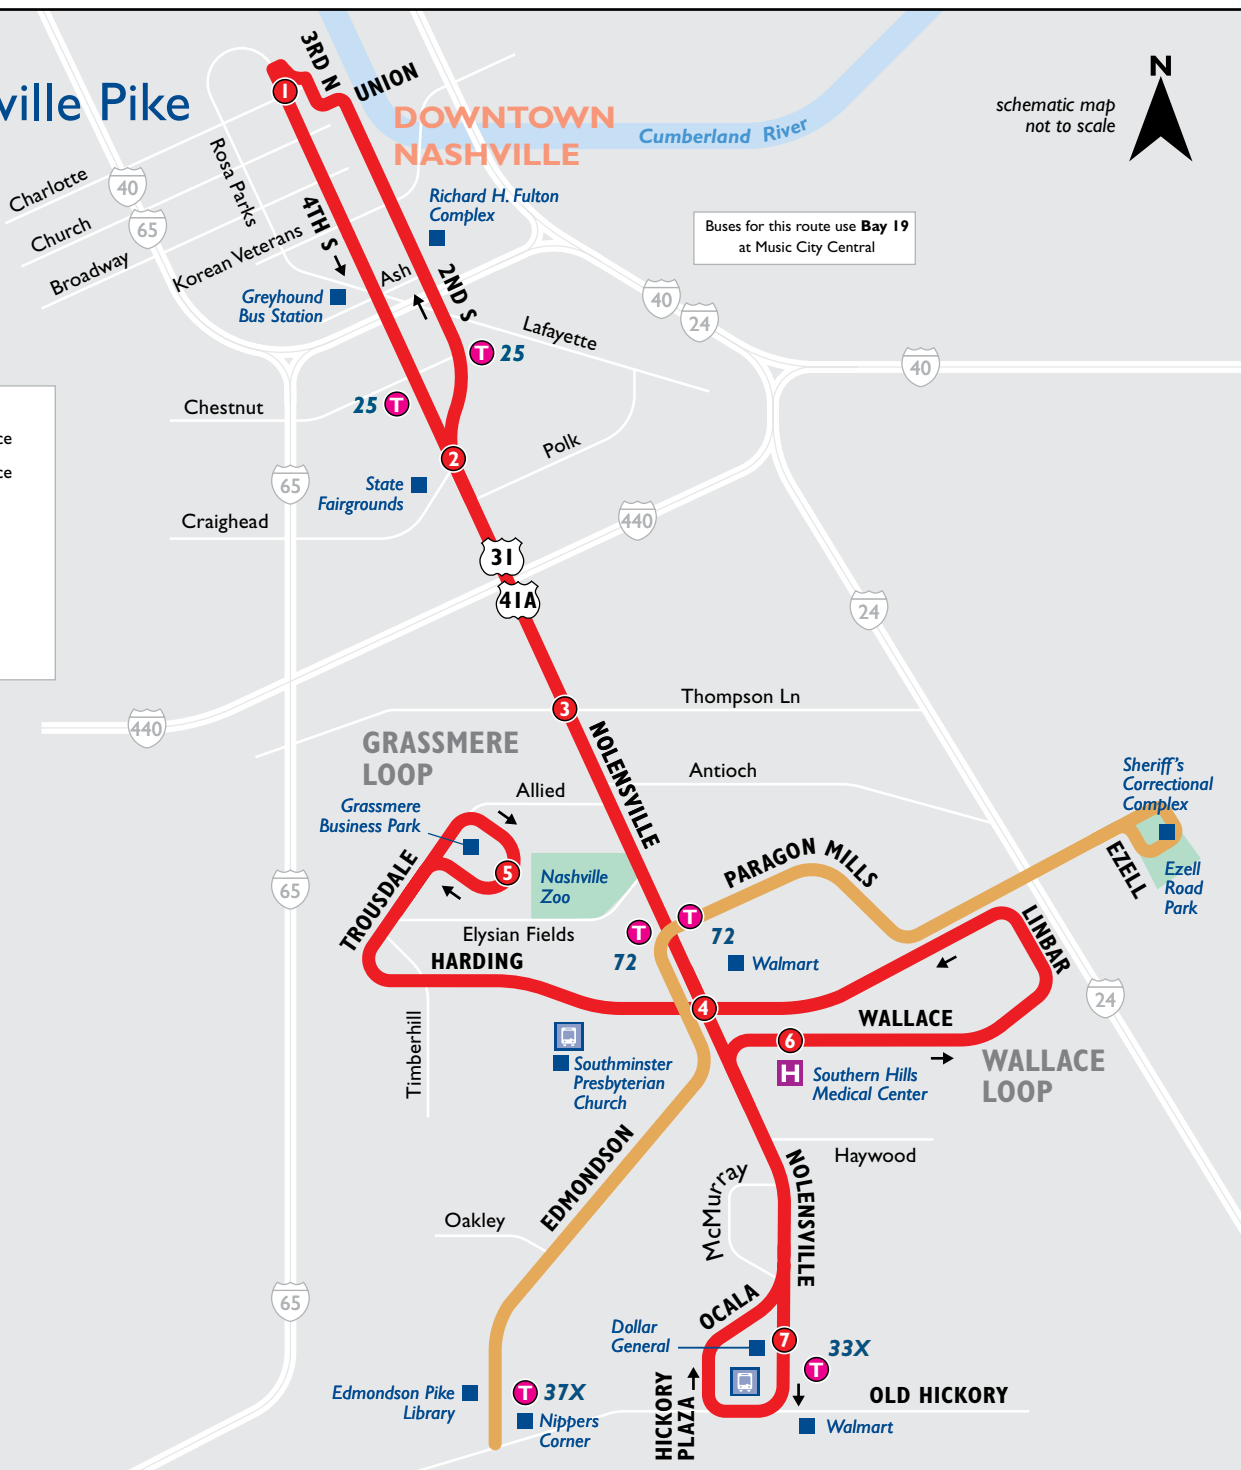 ville Pike
3RD N
UNION
1
DOWNTOWN
NASHVILLE
Cumberland River
N
schematic map
not to scale
Charlotte
Church
Broadway
40
65
Rosa Parks
Korean Veterans
4TH S
Richard H. Fulton
Complex
Buses for this route use Bay 19
at Music City Central
Greyhound
Bus Station
Ash
2ND S
Lafayette
40
24
40
T 25
25 T
Chestnut
ce
ce
2
Polk
State
Fairgrounds
65
Craighead
440
31
41A
24
440
Thompson Ln
3
NOLENSVILLE
GRASSMERE
LOOP
Antioch
Allied
Grassmere
Business Park
5
TROUSDALE
Nashville
Zoo
65
PARAGON MILLS
Sheriff's
Correctional
Complex
EZELL
Ezell
Road
Park
LINBAR
T
72
T
72
Walmart
Elysian Fields
HARDING
4
24
WALLACE
6
H
Southern Hills
Medical Center
WALLACE
LOOP
Timberhill
Southminster
Presbyterian
Church
EDMONDSON
Oakley
Haywood
McMurray
NOLENSVILLE
65
OCALA
Dollar
General
7
33X
T
HICKORY
PLAZA
OLD HICKORY
Walmart
Edmondson Pike
Library
T 37X
Nippers
Corner